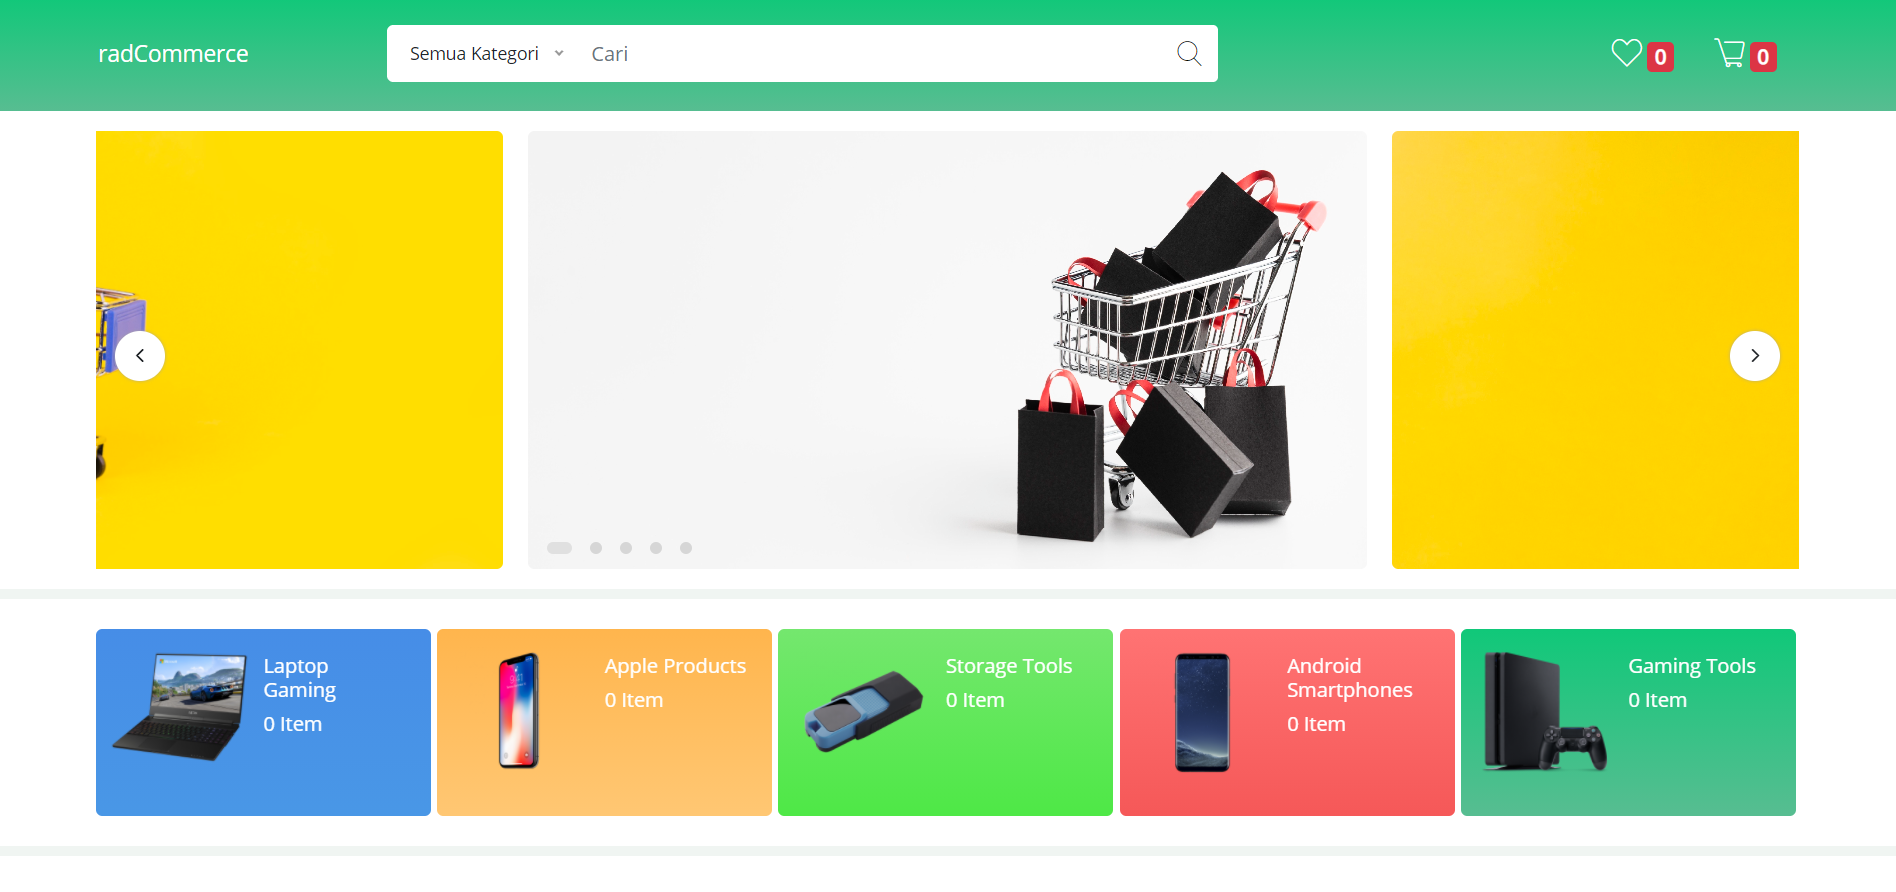 radCommerce
Semua Kategori
Cari
0
0
Laptop
Gaming
0 Item
Apple Products
0 Item
Storage Tools
0 Item
Android
Smartphones
0 Item
Gaming Tools
0 Item